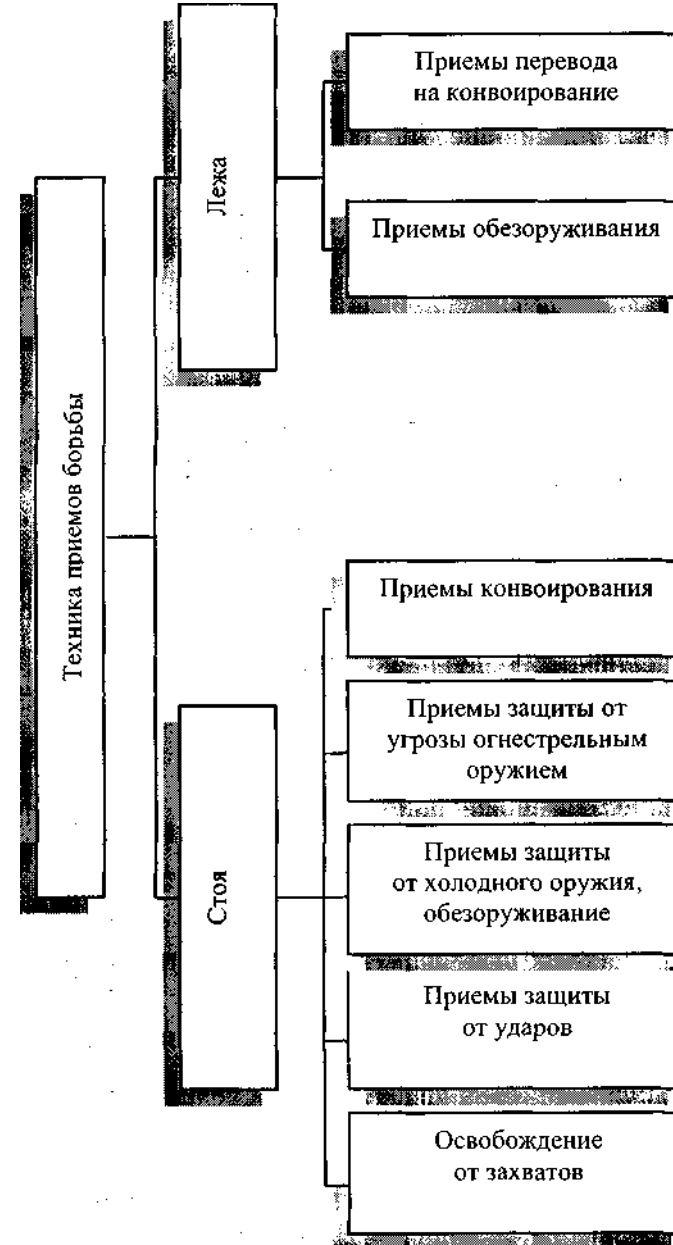 Техника приемов борьбы
Лежа
Приемы перевода
на конвоирование
Приемы обезоруживания
Стоя
Приемы конвоирования
Приемы защиты от
угрозы огнестрельным
оружием
Приемы защиты
от холодного оружия,
обезоруживание
Приемы защиты
от ударов
Освобождение
от захватов